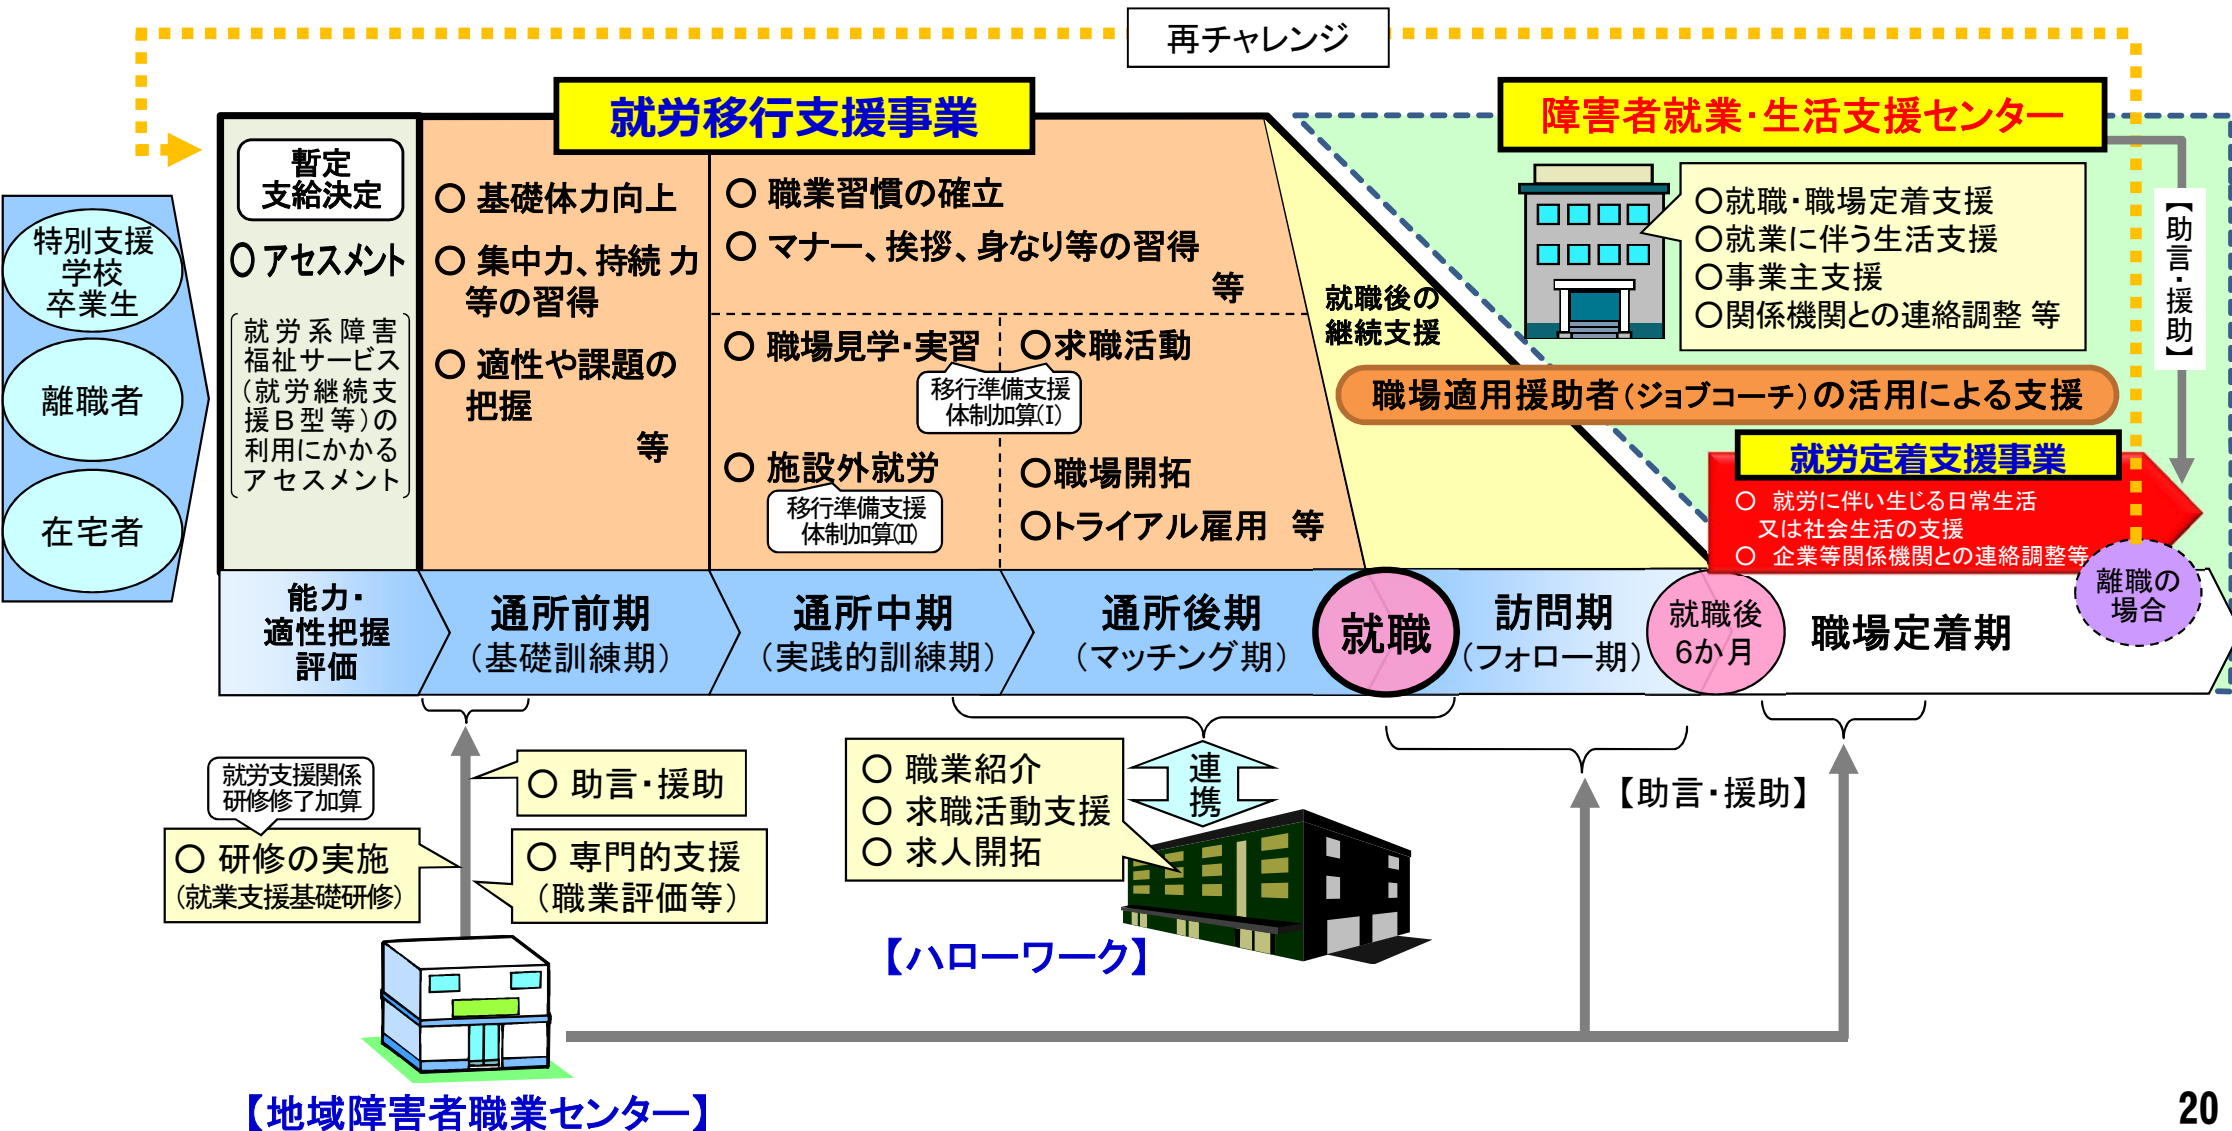 再チャレンジ
就労移行支援事業
障害者就業・生活支援センター
暫定
支給決定
○ アセスメント
就労系障害
福祉サービス
(就労継続支
援B型等)の
利用にかかる
アセスメント
特別支援
学校
卒業生
離職者
在宅者
○ 基礎体力向上
○ 集中力、持続 力
等の習得
○ 適性や課題の
把握
等
○ 職業習慣の確立
○ マナー、挨拶、身なり等の習得
等
○ 職場見学・実習
移行準備支援
体制加算(Ⅰ)
○ 施設外就労
移行準備支援
体制加算(Ⅱ)
○求職活動
○職場開拓
○トライアル雇用 等
就職後の
継続支援
○就職・職場定着支援
○就業に伴う生活支援
○事業主支援
○関係機関との連絡調整 等
【助言・援助】
職場適用援助者(ジョブコーチ)の活用による支援
就労定着支援事業
○ 就労に伴い生じる日常生活
又は社会生活の支援
○ 企業等関係機関との連絡調整等
離職の
場合
能力・
適性把握
評価
通所前期
(基礎訓練期)
通所中期
(実践的訓練期)
通所後期
(マッチング期)
就職
訪問期
(フォロー期)
就職後
6か月
職場定着期
就労支援関係
研修修了加算
○ 研修の実施
(就業支援基礎研修)
○ 助言・援助
○ 専門的支援
(職業評価等)
○ 職業紹介
○ 求職活動支援
○ 求人開拓
連携
【助言・援助】
【ハローワーク】
【地域障害者職業センター】
20